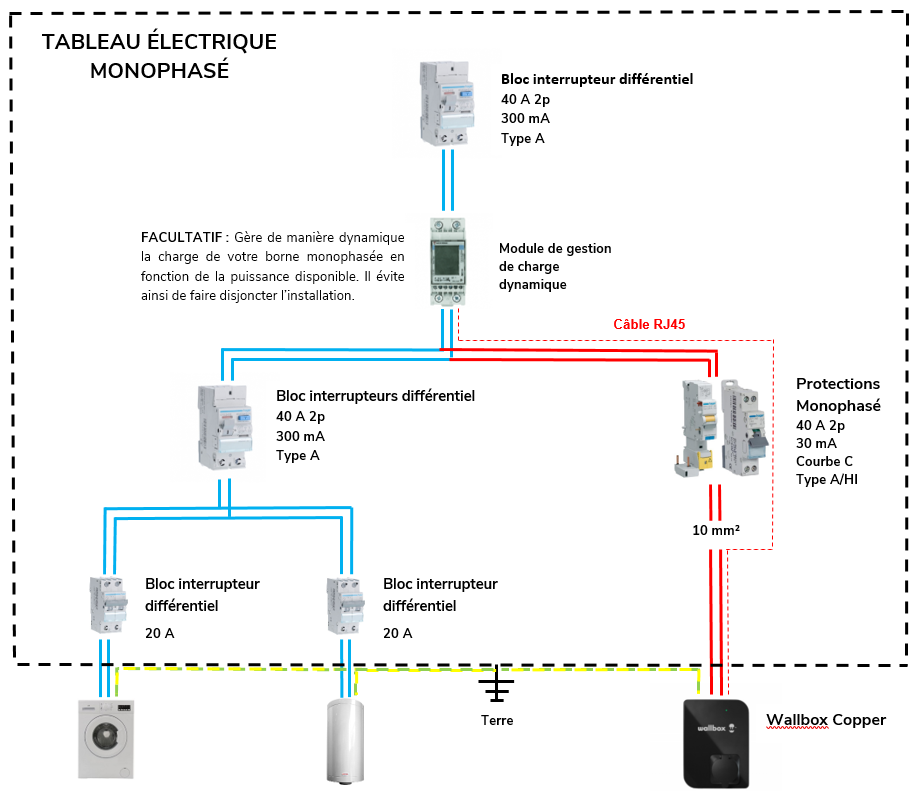 TABLEAU ÉLECTRIQUE
MONOPHASÉ
Bloc interrupteur différentiel
40 A 2p
300 mA
Type A
FACULTATIF : Gère de manière dynamique
la charge de votre borne monophasée en
fonction de la puissance disponible. Il évite
ainsi de faire disjoncter l'installation.
Module de gestion
de charge
dynamique
Câble RJ45
Bloc interrupteurs différentiel
40 A 2p
300 mA
Type A
Protections
Monophasé
40 A 2p
30 mA
Courbe C
Type A/HI
10 mm²
Bloc interrupteur
différentiel
20 A
Bloc interrupteur
différentiel
20 A
Terre
wallbox
Wallbox Copper